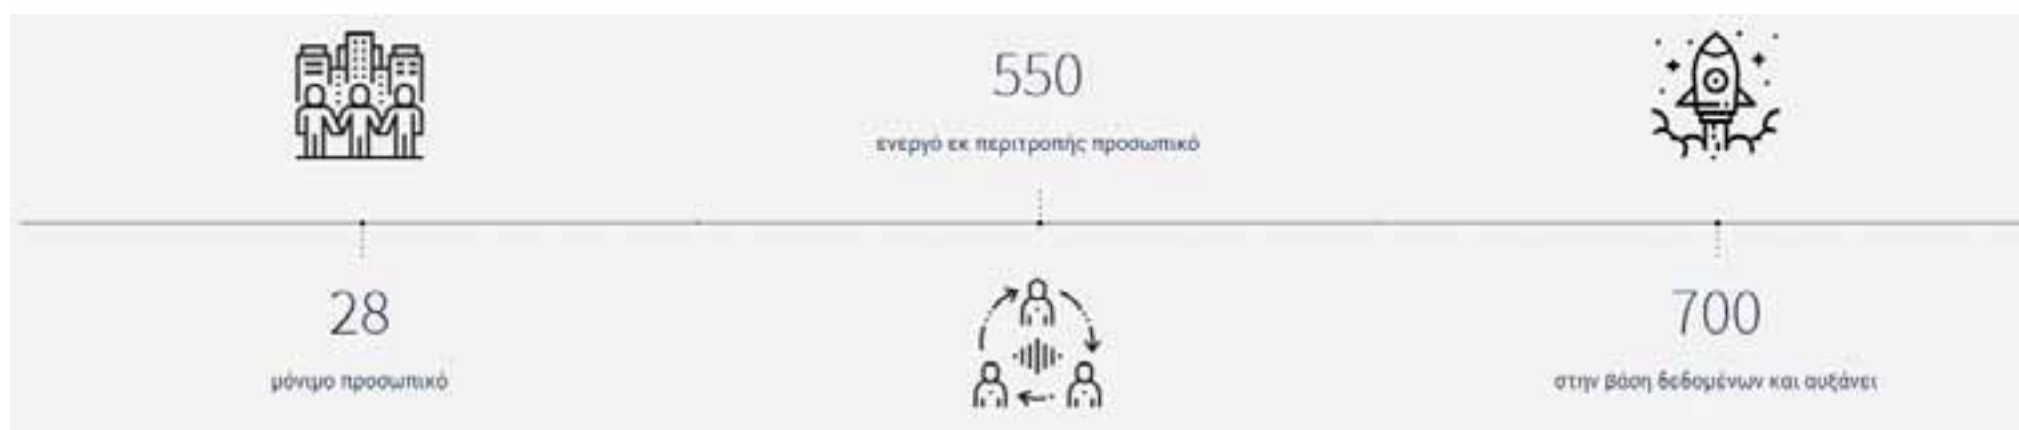 550
ενεργό εκ περιτροπής προσωπικό
28
μόνιμο προσωπικό
700
στην βάση δεδομένων και αυξάνει